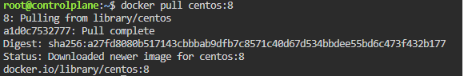 root@controlplane:~$ docker pull centos:8
8: Pulling from library/centos
a1d0c7532777: Pull complete
Digest: sha256:a27fd8080b517143cbbbab9dfb7c8571c40d67d534bbdee55bd6c473f432b177
Status: Downloaded newer image for centos:8
docker.io/library/centos:8